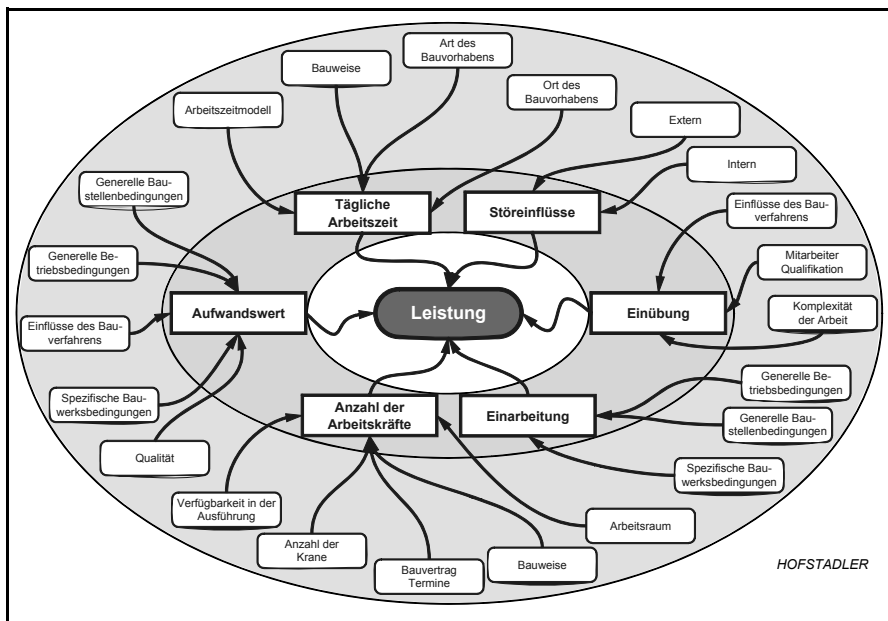 Art des
Bauvorhabens
Bauweise
Ort des
Bauvorhabens
Arbeitszeitmodell
Extern
Intern
Generelle Bau-
stellenbedingungen
Tägliche
Arbeitszeit
Störeinflüsse
Einflüsse des Bau-
verfahrens
Generelle Be-
triebsbedingungen
Mitarbeiter
Qualifikation
Aufwandswert
Leistung
Einübung
Komplexität
der Arbeit
Einflüsse des Bau-
verfahrens
Generelle Be-
triebsbedingungen
Spezifische Bau-
werksbedingungen
Anzahl der
Arbeitskräfte
Einarbeitung
Generelle Bau-
stellenbedingungen
Qualität
Spezifische Bau-
werksbedingungen
Verfügbarkeit in der
Ausführung
Arbeitsraum
Anzahl der
Krane
Bauvertrag
Termine
Bauweise
HOFSTADLER